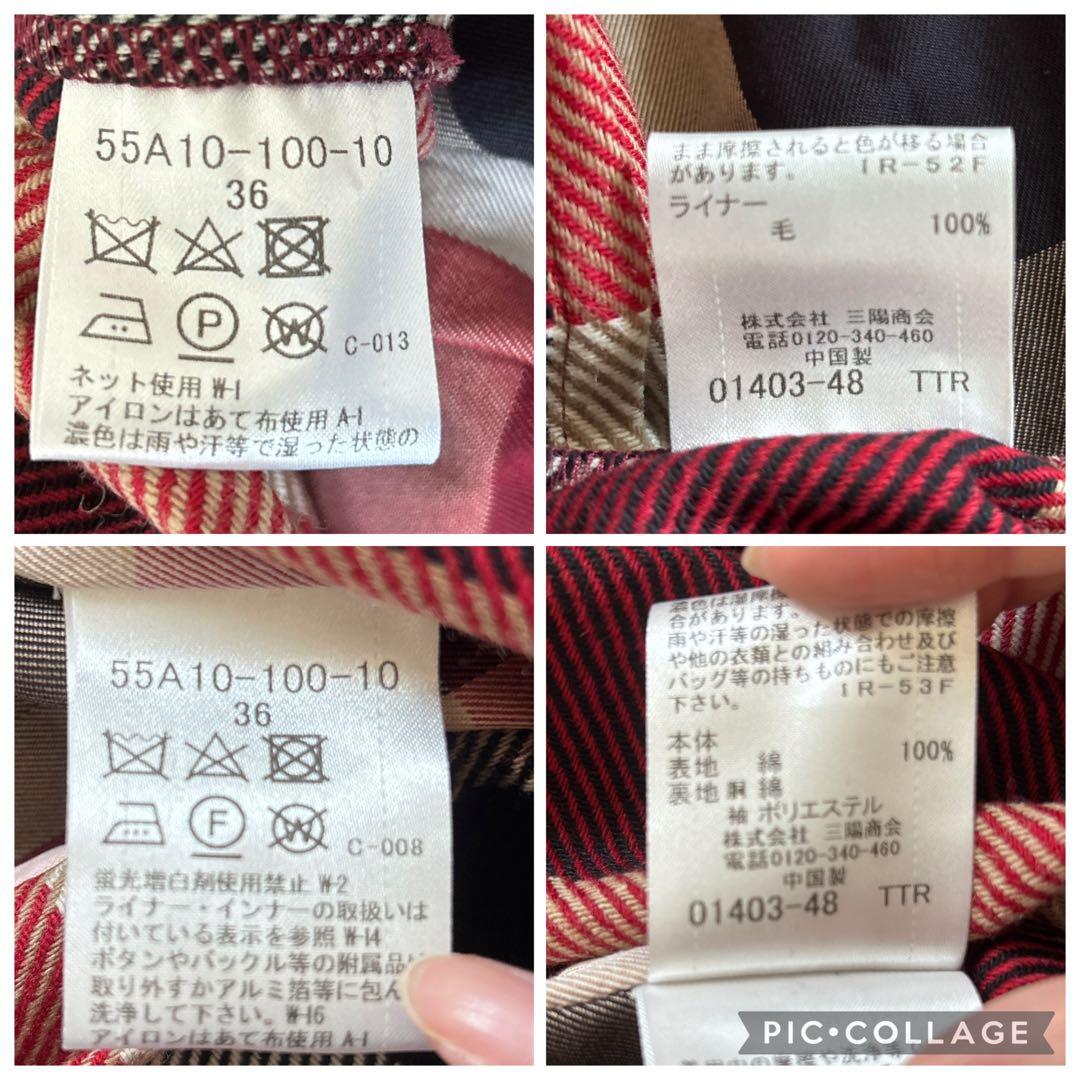 55A10-100-10
36
C-013
ネット使用 W-1
アイロンはあて布使用 A-1
濃色は雨や汗等で湿った状態の
まま摩擦されると色が移る場合
があります。 IR-52F
ライナー
毛 100%
株式会社 三陽商会
電話0120-340-460
中国製
01403-48 TTR
55A10-100-10
36
C-008
蛍光増白剤使用禁止 W-2
ライナー・インナーの取扱いは
付いている表示を参照 W-14
ボタンやバックル等の附属品は
取り外すかアルミ箔等に包ん
洗浄して下さい。W-16
アイロンはあて布使用 A-1
合があります。
雨や汗等の湿った状態での摩擦
や他の衣類との組み合わせ及び
バッグ等の持ちものにもご注意
下さい。 IR-53F
本体
表地 綿 100%
裏地 胴 綿
袖 ポリエステル
株式会社 三陽商会
電話0120-340-460
中国製
01403-48 TTR
PIC•COLLAGE